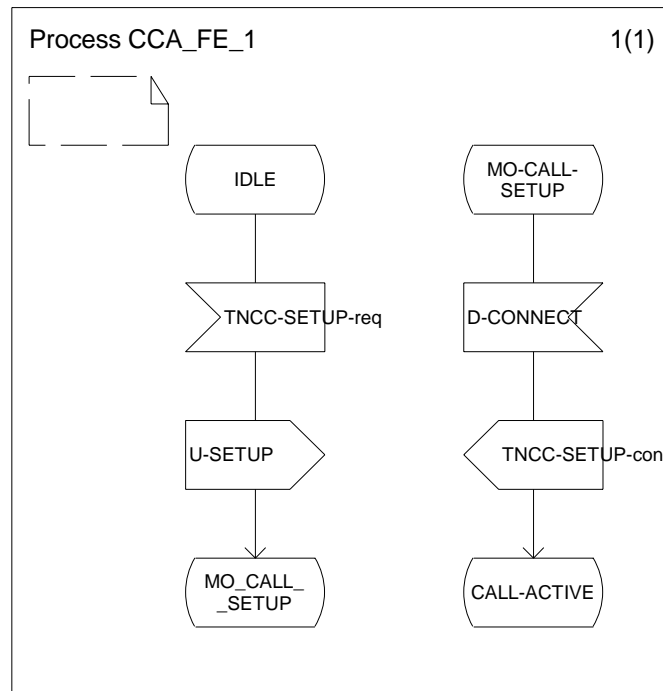 Process CCA_FE_1
1(1)
IDLE
TNCC-SETUP-req
U-SETUP
MO_CALL_
_SETUP
MO-CALL-
SETUP
D-CONNECT
TNCC-SETUP-con
CALL-ACTIVE